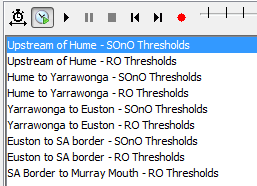 Upstream of Hume - SOnO Thresholds
Upstream of Hume - RO Thresholds
Hume to Yarrawonga - SOnO Thresholds
Hume to Yarrawonga - RO Thresholds
Yarrawonga to Euston - SOnO Thresholds
Yarrawonga to Euston - RO Thresholds
Euston to SA border - SOnO Thresholds
Euston to SA border - RO Thresholds
SA Border to Murray Mouth - RO Thresholds